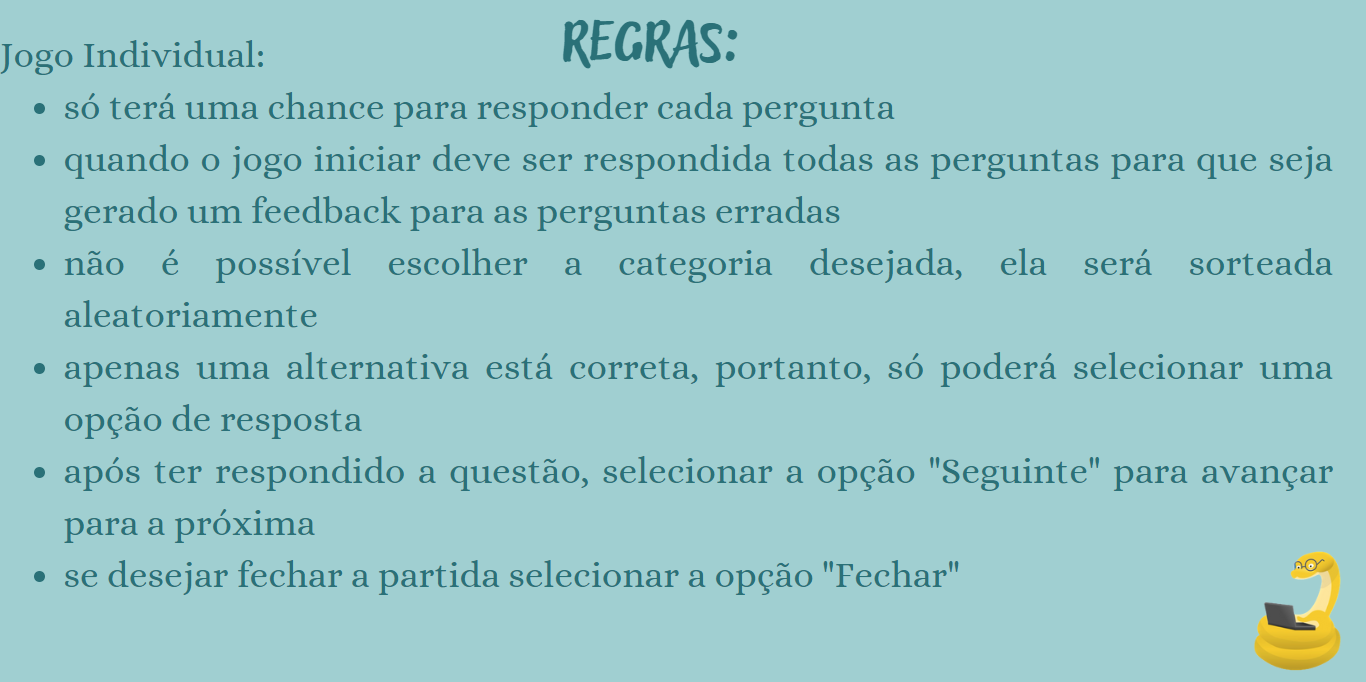 REGRAS:
Jogo Individual:
só terá uma chance para responder cada pergunta
quando o jogo iniciar deve ser respondida todas as perguntas para que seja
gerado um feedback para as perguntas erradas
não é possível escolher a categoria desejada, ela será sorteada
aleatoriamente
apenas uma alternativa está correta, portanto, só poderá selecionar uma
opção de resposta
após ter respondido a questão, selecionar a opção "Seguinte" para avançar
para a próxima
se desejar fechar a partida selecionar a opção "Fechar"